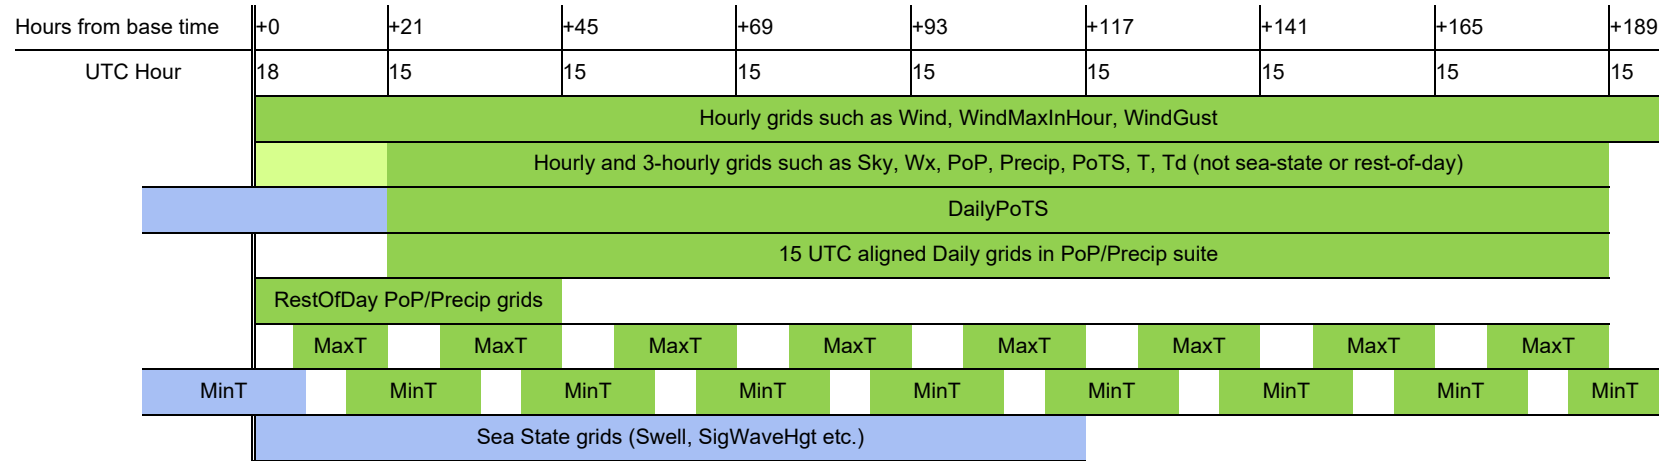 Hours from base time +0 +21 +45 +69 +93 +117 +141 +165 +189
UTC Hour 18 15 15 15 15 15 15 15 15
Hourly grids such as Wind, WindMaxInHour, WindGust
Hourly and 3-hourly grids such as Sky, Wx, PoP, Precip, PoTS, T, Td (not sea-state or rest-of-day)
DailyPoTS
15 UTC aligned Daily grids in PoP/Precip suite
RestOfDay PoP/Precip grids
MaxT MaxT MaxT MaxT MaxT MaxT MaxT MaxT
MinT MinT MinT MinT MinT MinT MinT MinT MinT
Sea State grids (Swell, SigWaveHgt etc.)